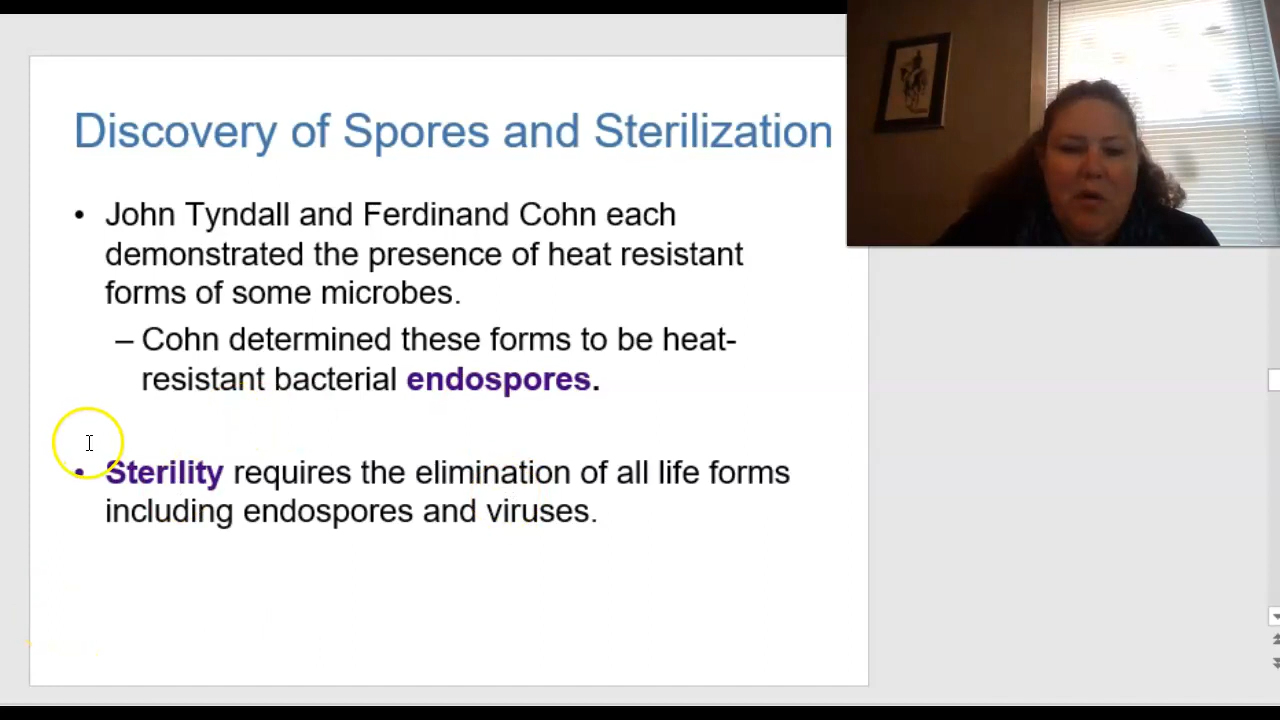 Discovery of Spores and Sterilization
• John Tyndall and Ferdinand Cohn each
demonstrated the presence of heat resistant
forms of some microbes.
– Cohn determined these forms to be heat-
resistant bacterial endospores.
• Sterility requires the elimination of all life forms
including endospores and viruses.